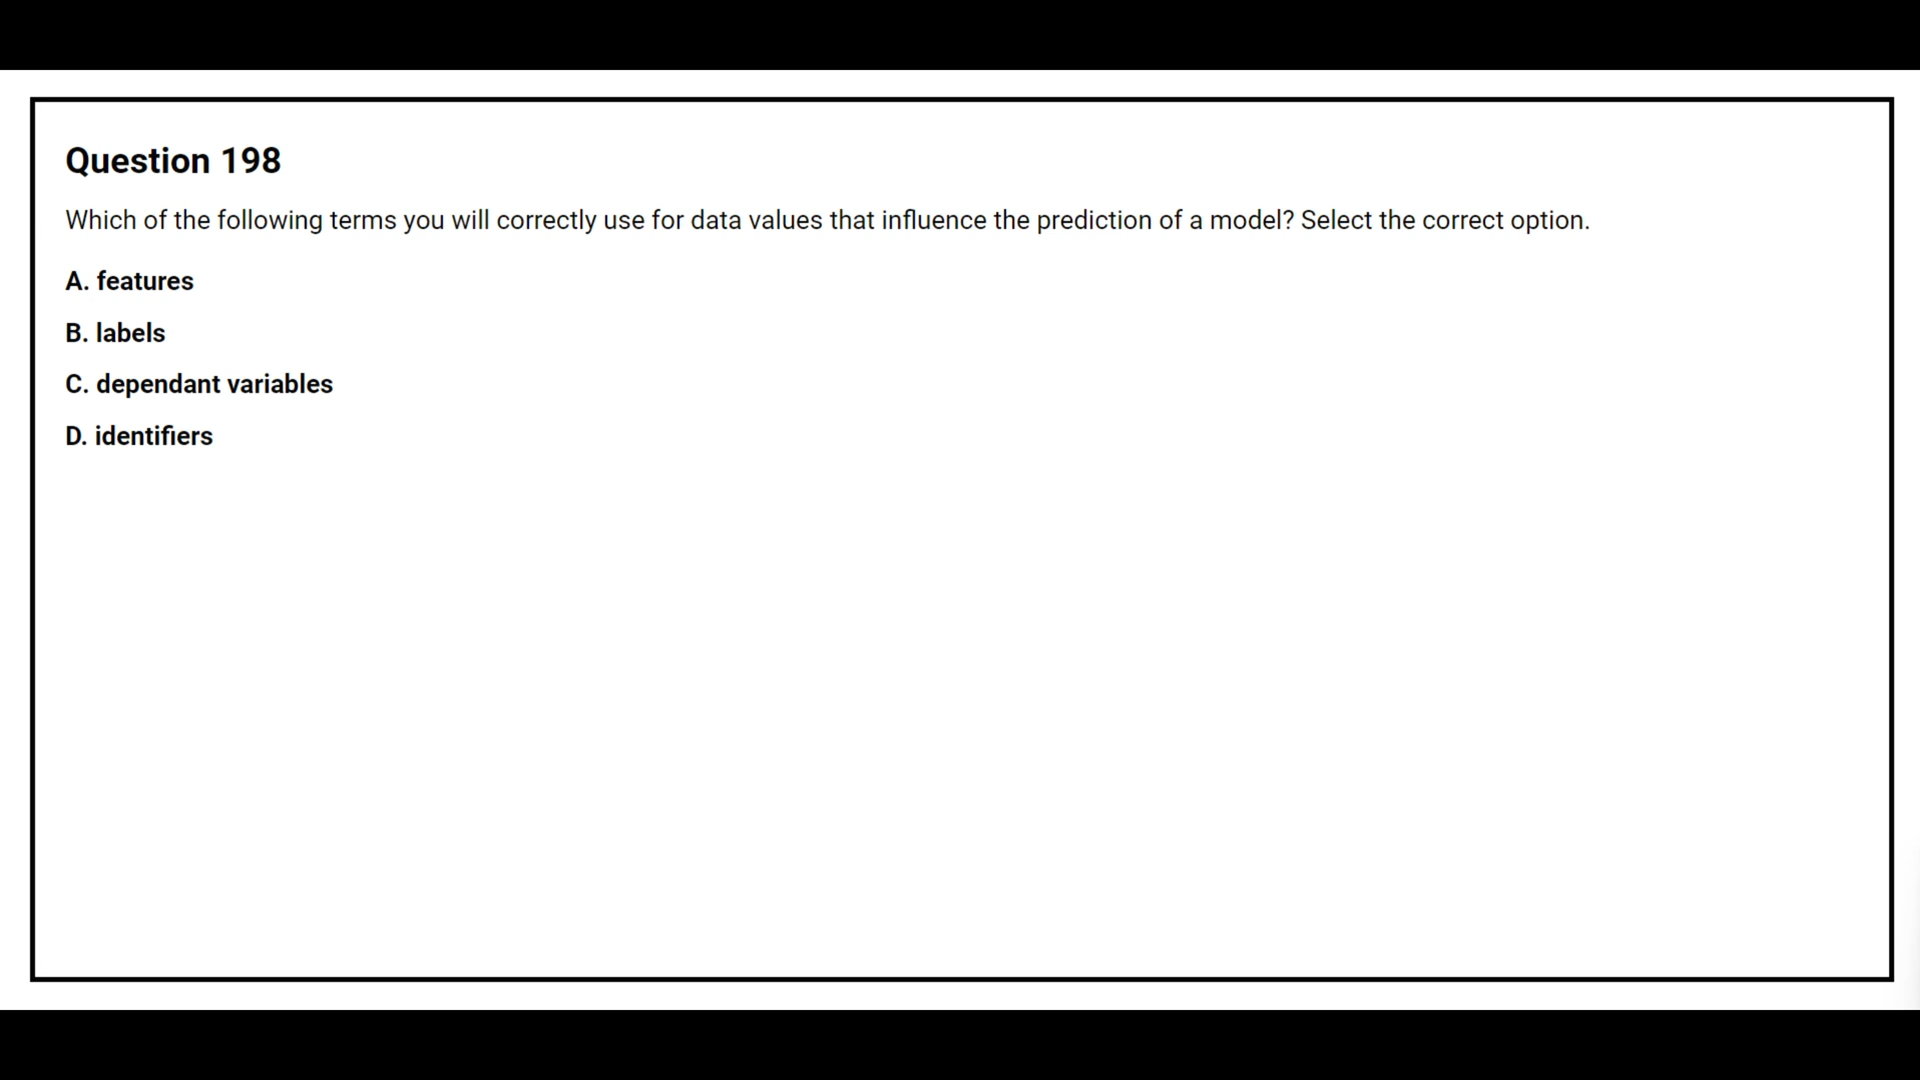 Question 198
Which of the following terms you will correctly use for data values that influence the prediction of a model? Select the correct option.
A. features
B. labels
C. dependant variables
D. identifiers